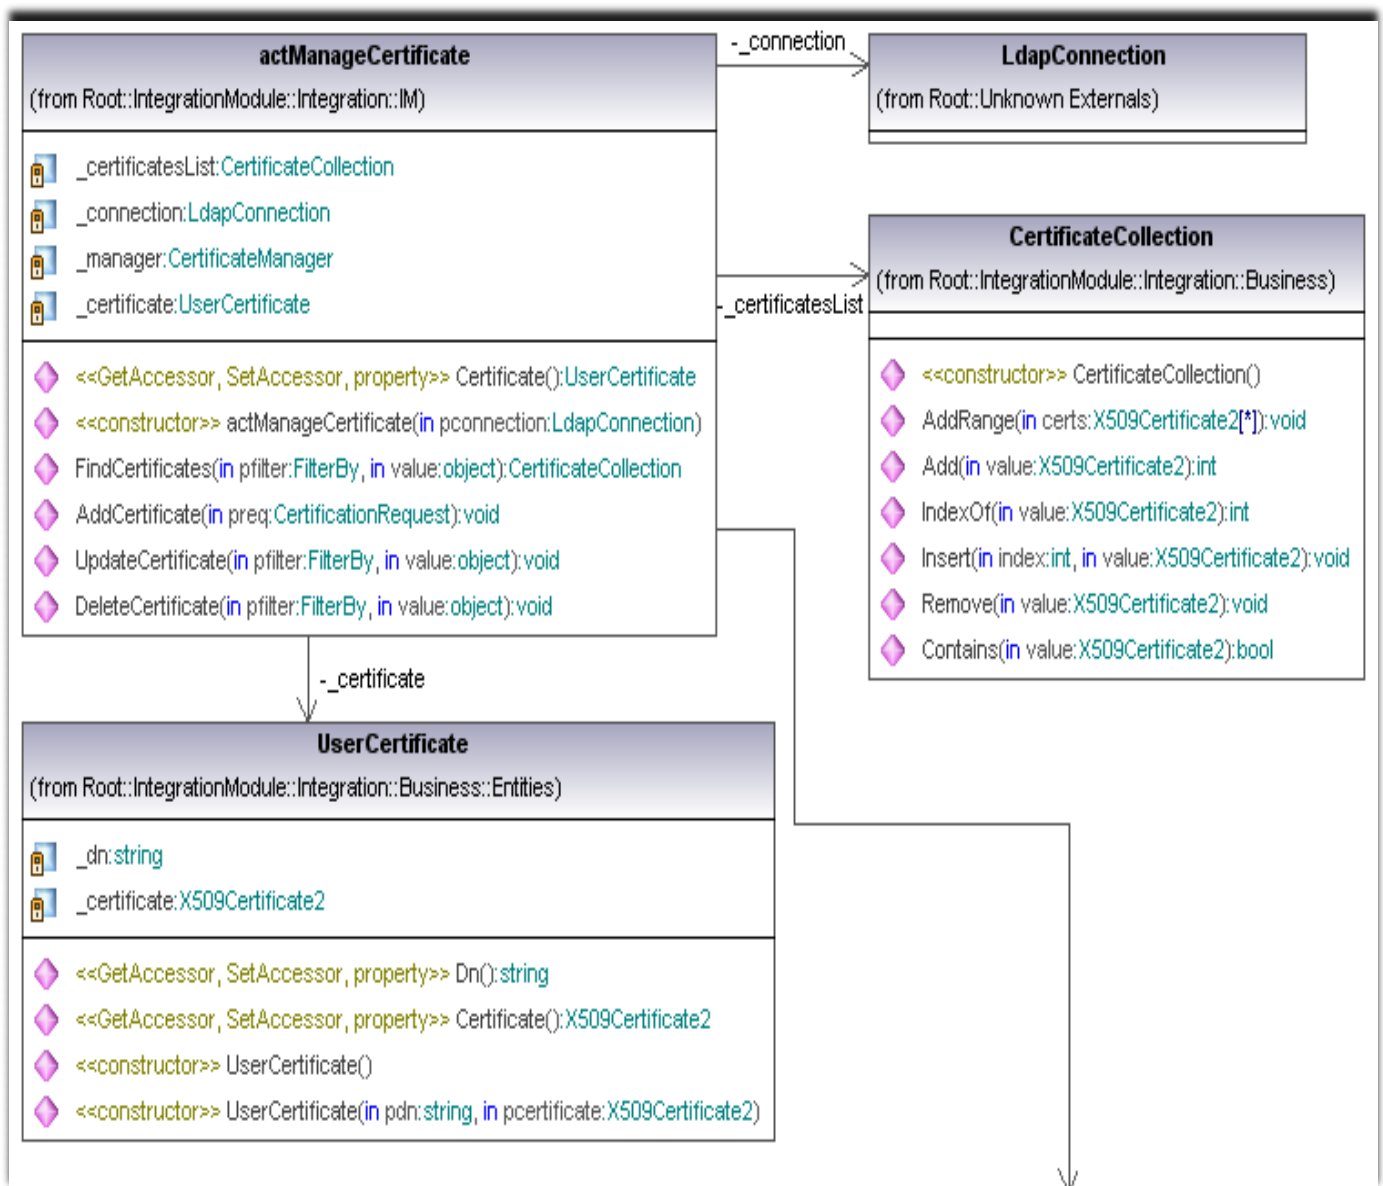 actManageCertificate
(from Root::IntegrationModule::Integration::IM)
_certificatesList:CertificateCollection
_connection:LdapConnection
_manager:CertificateManager
_certificate:UserCertificate
<<GetAccessor, SetAccessor, property>> Certificate():UserCertificate
<<constructor>> actManageCertificate(in pconnection:LdapConnection)
FindCertificates(in pfilter:FilterBy, in value:object):CertificateCollection
AddCertificate(in preq:CertificationRequest):void
UpdateCertificate(in pfilter:FilterBy, in value:object):void
DeleteCertificate(in pfilter:FilterBy, in value:object):void
-_connection
LdapConnection
(from Root::Unknown Externals)
-_certificatesList
CertificateCollection
(from Root::IntegrationModule::Integration::Business)
<<constructor>> CertificateCollection()
AddRange(in certs:X509Certificate2[*]):void
Add(in value:X509Certificate2):int
IndexOf(in value:X509Certificate2):int
Insert(in index:int, in value:X509Certificate2):void
Remove(in value:X509Certificate2):void
Contains(in value:X509Certificate2):bool
-_certificate
UserCertificate
(from Root::IntegrationModule::Integration::Business::Entities)
_dn:string
_certificate:X509Certificate2
<<GetAccessor, SetAccessor, property>> Dn():string
<<GetAccessor, SetAccessor, property>> Certificate():X509Certificate2
<<constructor>> UserCertificate()
<<constructor>> UserCertificate(in pdn:string, in pcertificate:X509Certificate2)